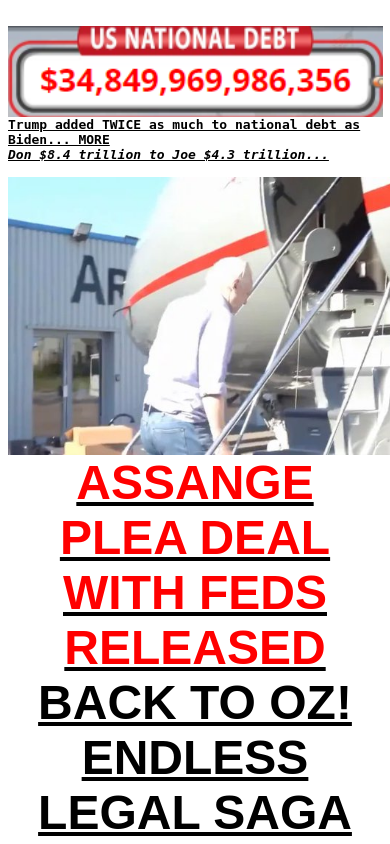 US NATIONAL DEBT
$34,849,969,986,356
Trump added TWICE as much to national debt as
Biden... MORE
Don $8.4 trillion to Joe $4.3 trillion...
AR
ASSANGE
PLEA DEAL
WITH FEDS
RELEASED
BACK TO OZ!
ENDLESS
LEGAL SAGA